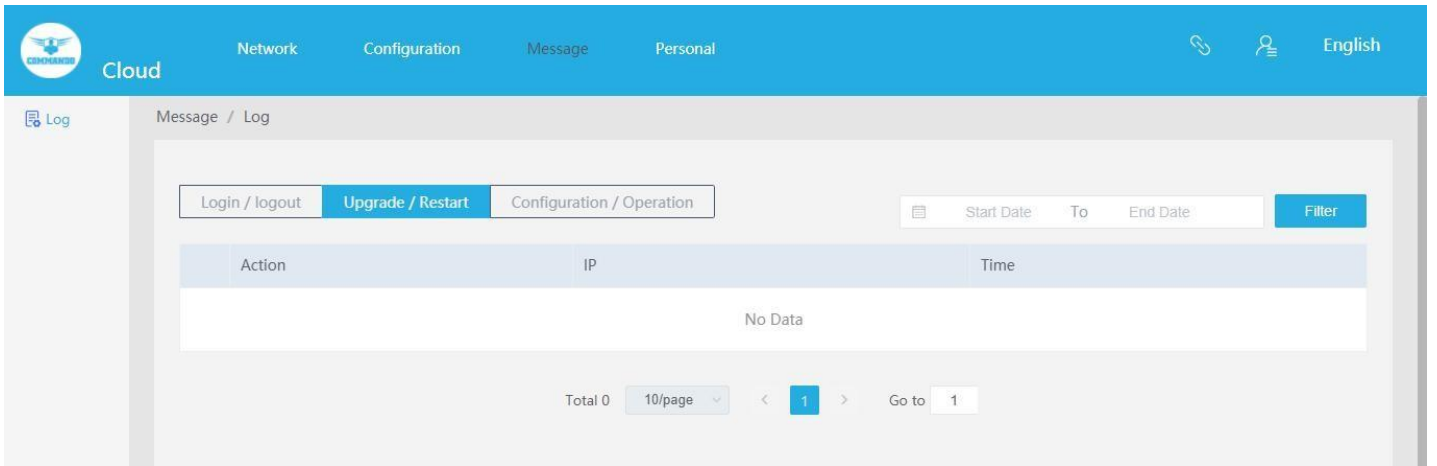 COMMANDO
Cloud
Network Configuration Message Personal English
Log
Message / Log
Login / logout Upgrade / Restart Configuration / Operation
Start Date To End Date Filter
Action IP Time
No Data
Total 0 10/page < 1 > Go to 1